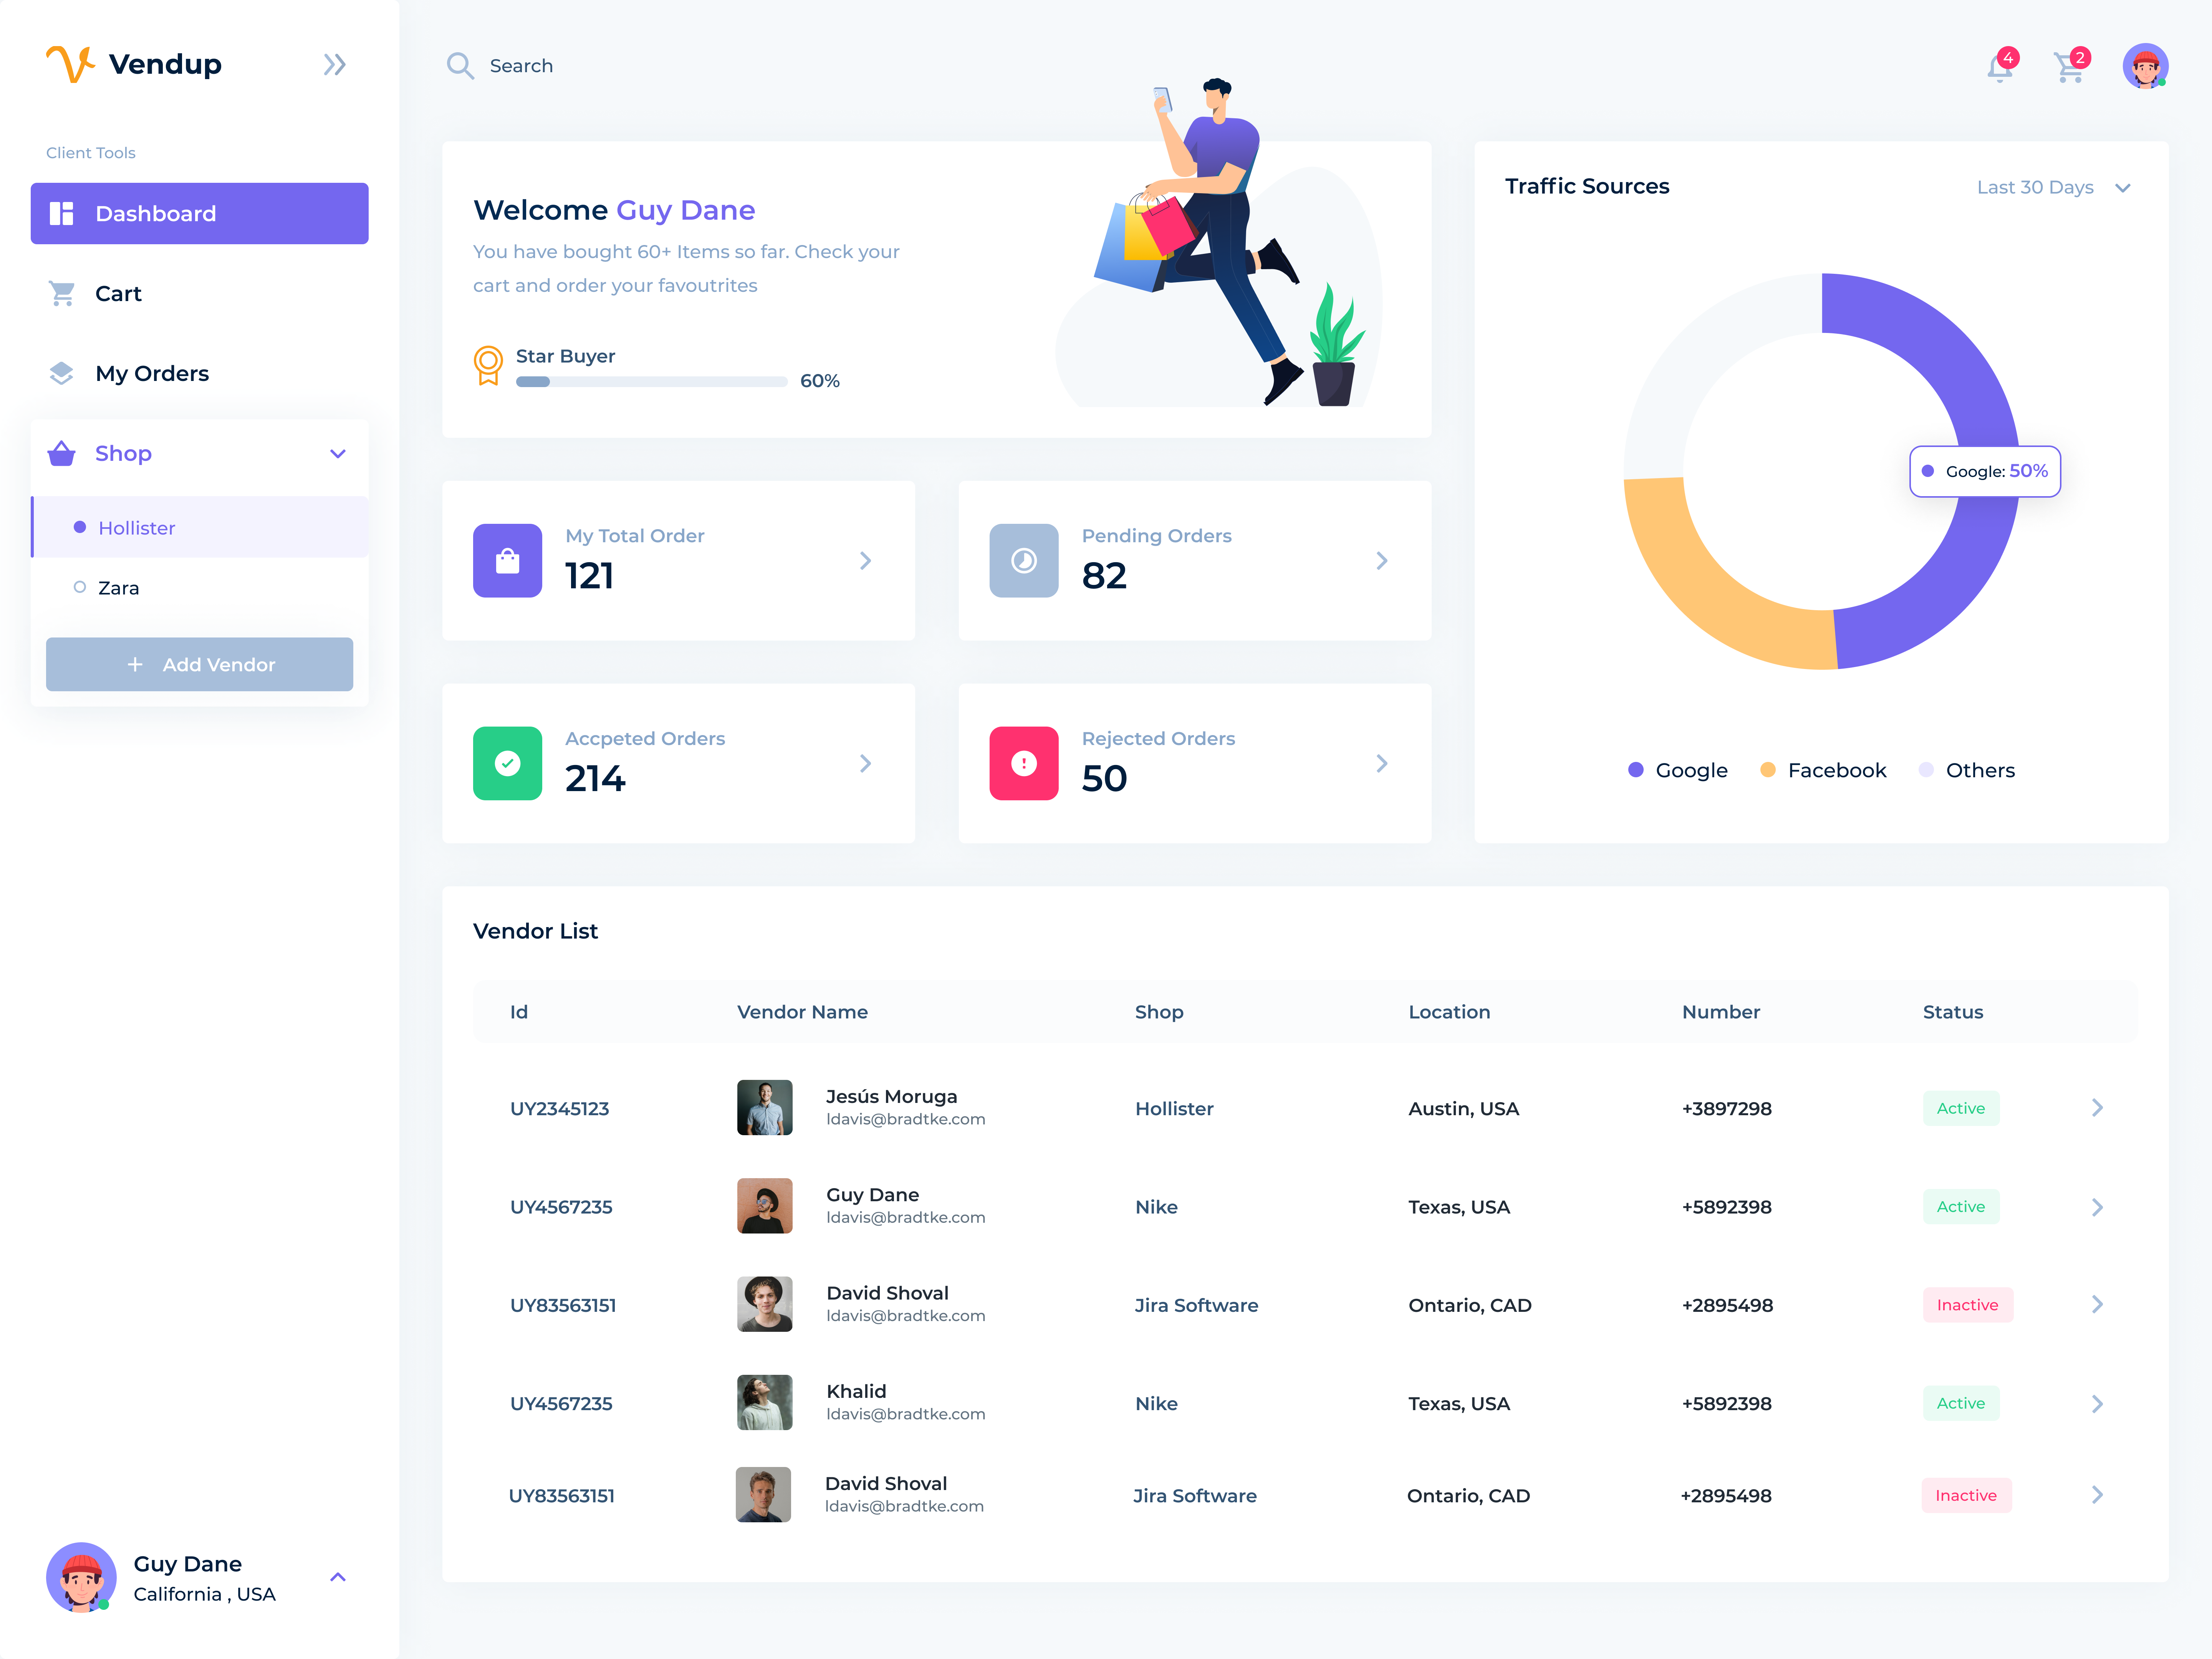 Vendup
Search
4
2
Client Tools
Dashboard
Cart
My Orders
Shop
Hollister
Zara
+ Add Vendor
Guy Dane
California , USA
Welcome Guy Dane
You have bought 60+ Items so far. Check your
cart and order your favoutrites
Star Buyer
60%
My Total Order
121
Pending Orders
82
Accpeted Orders
214
Rejected Orders
50
Traffic Sources
Last 30 Days
Google: 50%
Google Facebook Others
Vendor List
Id Vendor Name Shop Location Number Status
UY2345123 Jesús Moruga Hollister Austin, USA +3897298 Active
ldavis@bradtke.com
UY4567235 Guy Dane Nike Texas, USA +5892398 Active
ldavis@bradtke.com
UY83563151 David Shoval Jira Software Ontario, CAD +2895498 Inactive
ldavis@bradtke.com
UY4567235 Khalid Nike Texas, USA +5892398 Active
ldavis@bradtke.com
UY83563151 David Shoval Jira Software Ontario, CAD +2895498 Inactive
ldavis@bradtke.com